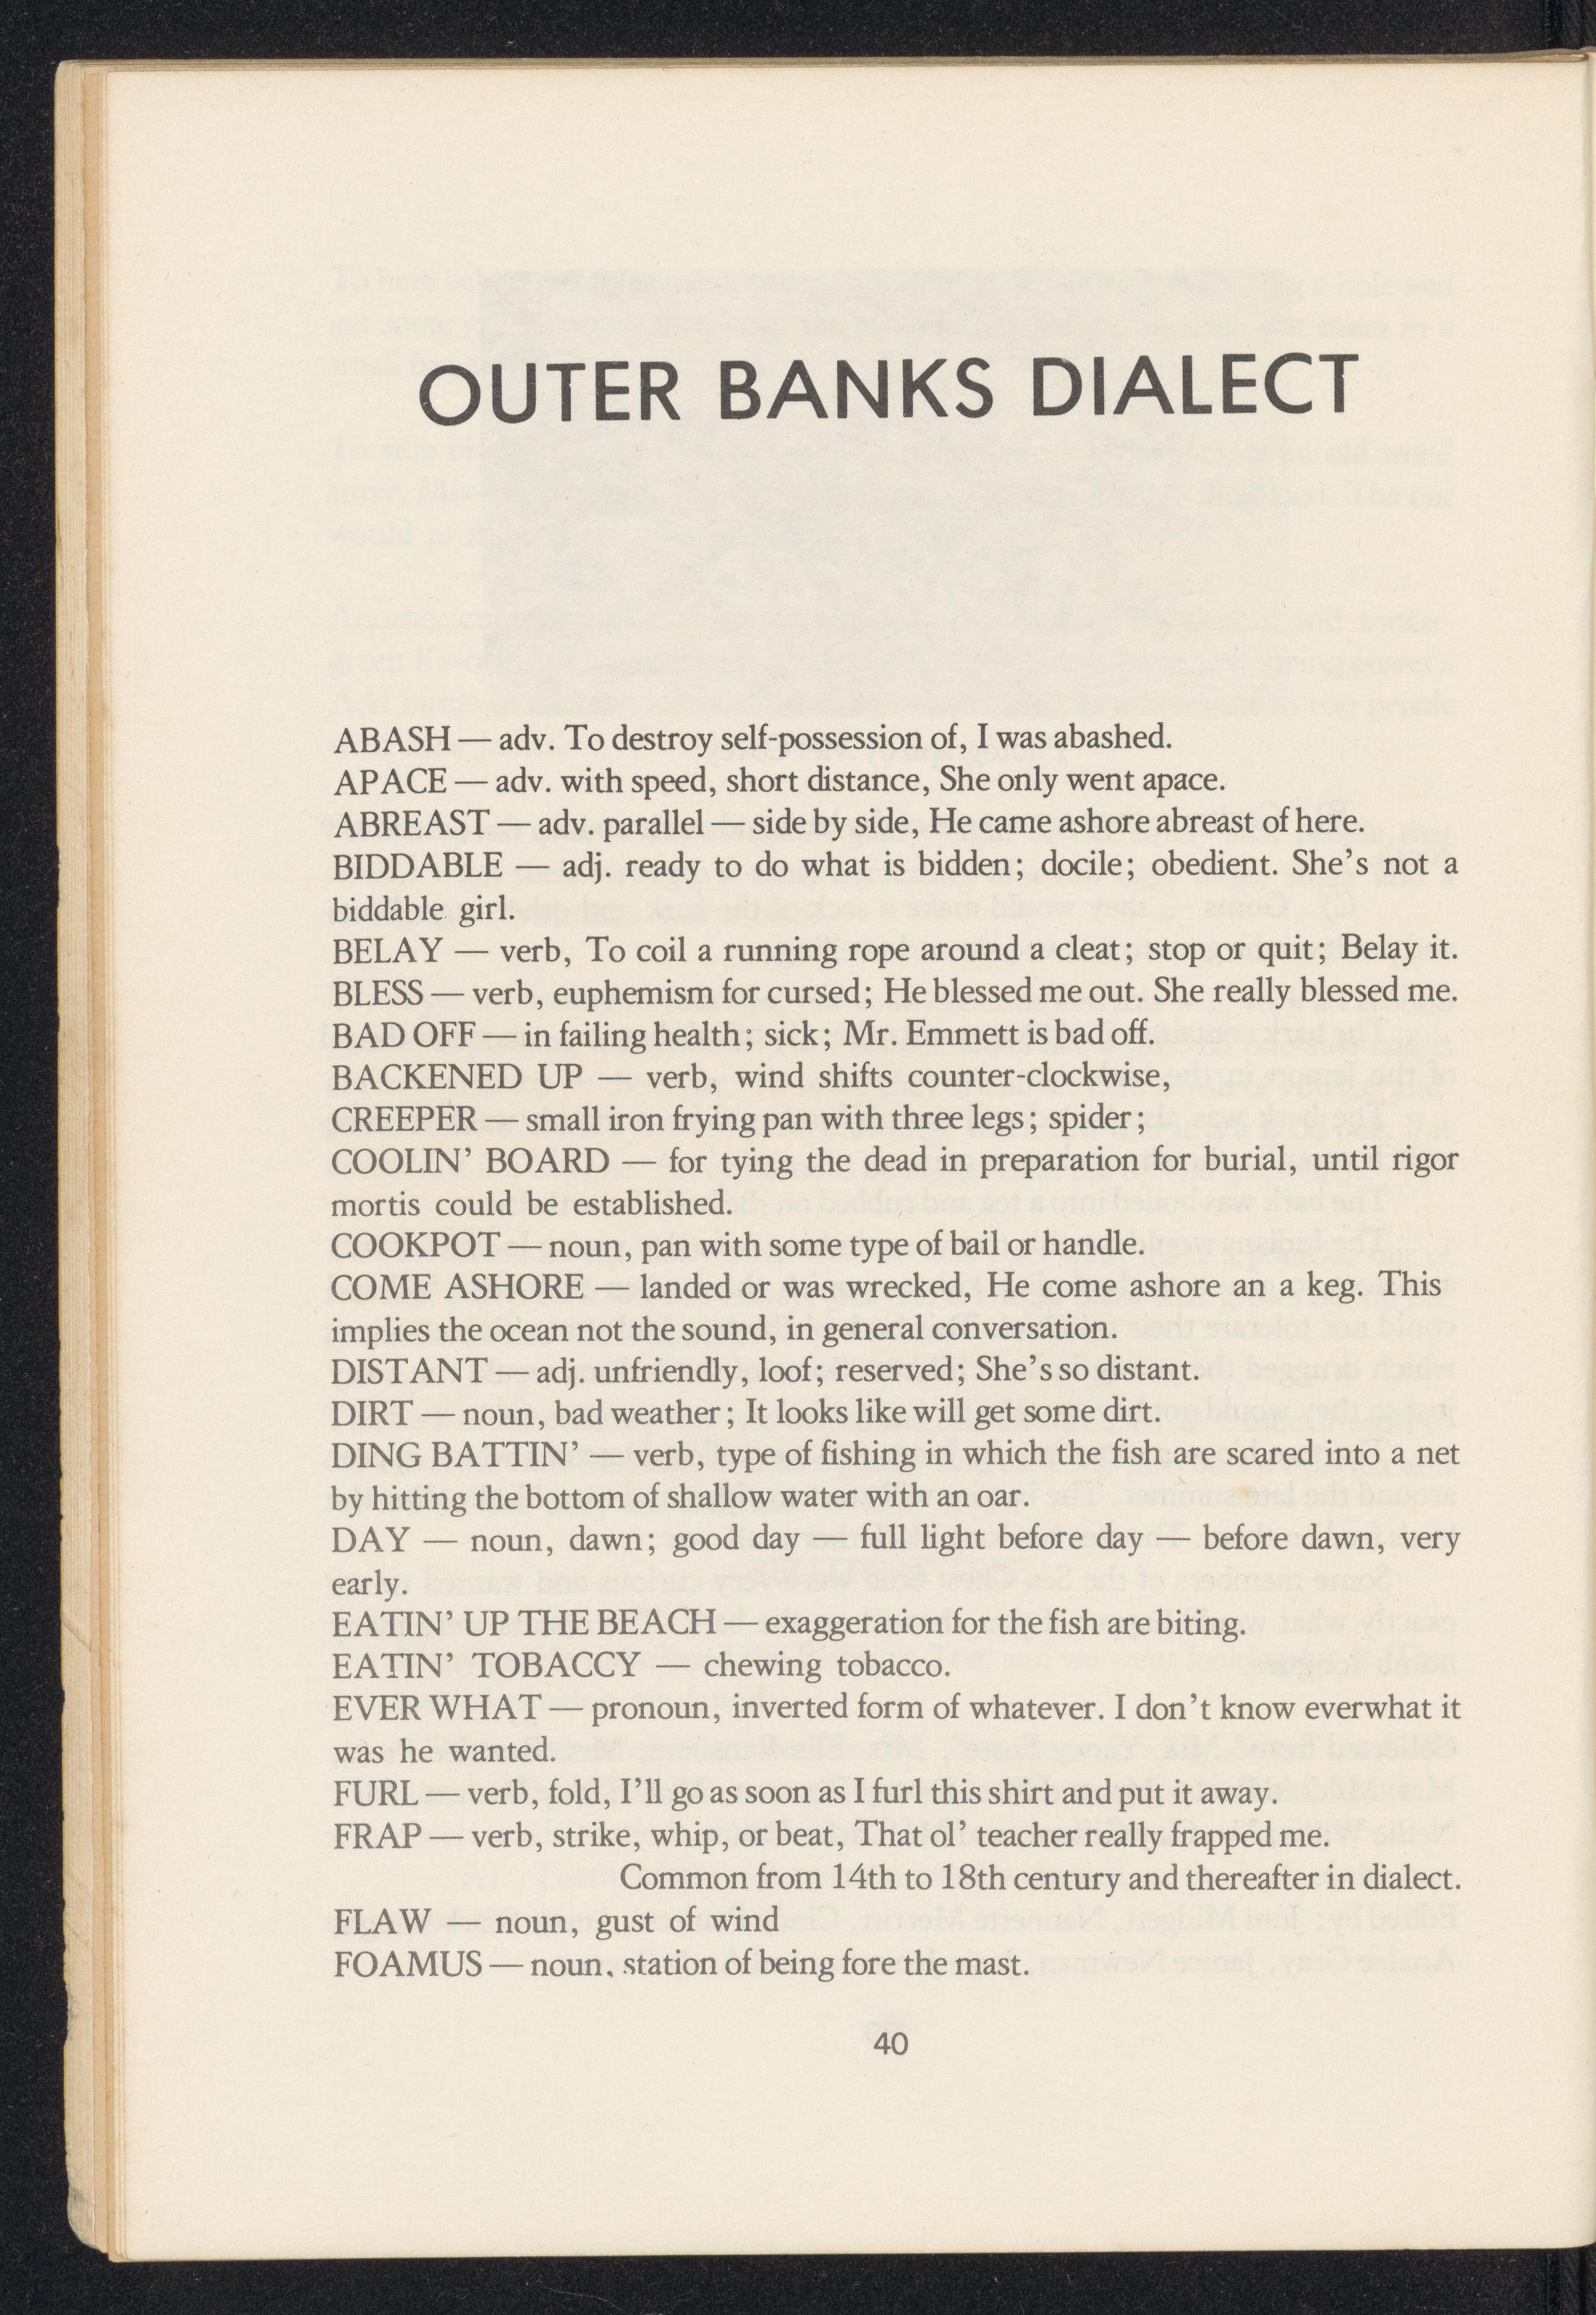 OUTER BANKS DIALECT
ABASH — adv. To destroy self-possession of, I was abashed.
APACE — adv. with speed, short distance, She only went apace.
ABREAST — adv. parallel — side by side, He came ashore abreast of here.
BIDDABLE — adj. ready to do what is bidden; docile; obedient. She's not a
biddable girl.
BELAY — verb, To coil a running rope around a cleat; stop or quit; Belay it.
BLESS — verb, euphemism for cursed; He blessed me out. She really blessed me.
BAD OFF — in failing health; sick; Mr. Emmett is bad off.
BACKENED UP — verb, wind shifts counter-clockwise,
CREEPER — small iron frying pan with three legs; spider;
COOLIN' BOARD — for tying the dead in preparation for burial, until rigor
mortis could be established.
COOKPOT — noun, pan with some type of bail or handle.
COME ASHORE — landed or was wrecked, He come ashore an a keg. This
implies the ocean not the sound, in general conversation.
DISTANT — adj. unfriendly, loof; reserved; She's so distant.
DIRT — noun, bad weather; It looks like will get some dirt.
DING BATTIN' — verb, type of fishing in which the fish are scared into a net
by hitting the bottom of shallow water with an oar.
DAY — noun, dawn; good day — full light before day — before dawn, very
early.
EATIN' UP THE BEACH — exaggeration for the fish are biting.
EATIN' TOBACCY — chewing tobacco.
EVER WHAT — pronoun, inverted form of whatever. I don't know everwhat it
was he wanted.
FURL — verb, fold, I'll go as soon as I furl this shirt and put it away.
FRAP — verb, strike, whip, or beat, That ol' teacher really frapped me.
Common from 14th to 18th century and thereafter in dialect.
FLAW — noun, gust of wind
FOAMUS — noun, station of being fore the mast.
40